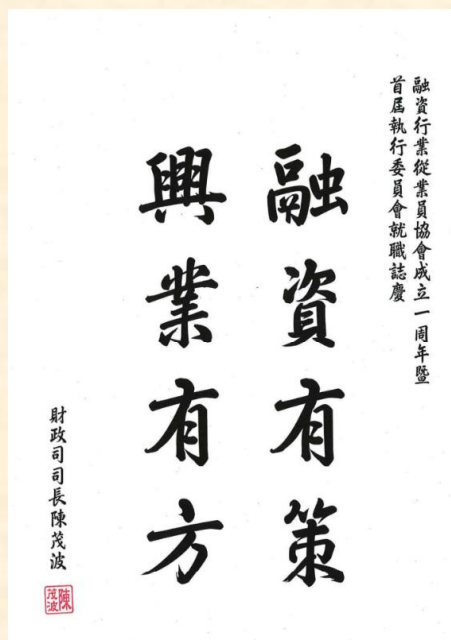 融資行業從業員協會成立一周年暨
首屆執行委員會就職誌慶
融資有策
興業有方
財政司司長陳茂波
陳茂波